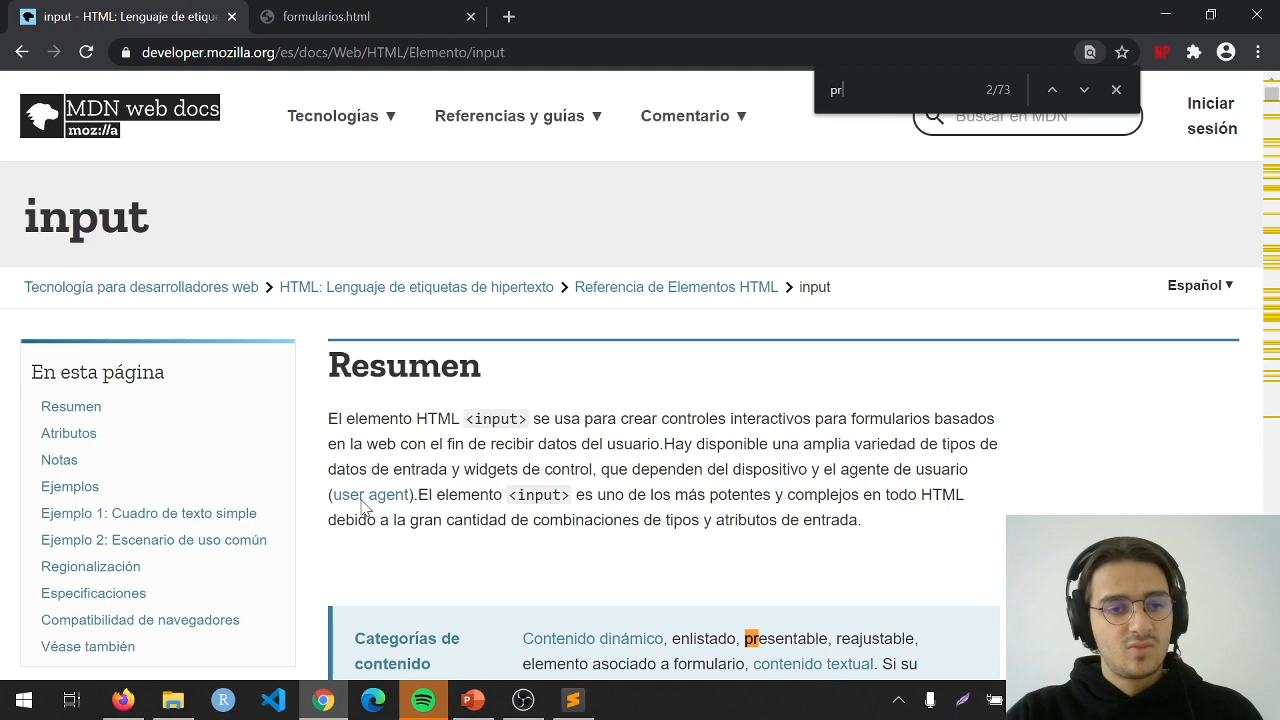 input - HTML: Lenguaje de etique
formularios.html
developer.mozilla.org/es/docs/Web/HTML/Elemento/input
NP
pr
2/73
MDN web docs
moz://a
Tecnologías ▼
Referencias y guías ▼
Comentario ▼
Buscar en MDN
Iniciar
sesión
input
Tecnología para desarrolladores web > HTML: Lenguaje de etiquetas de hipertexto > Referencia de Elementos HTML > input
Español ▼
En esta página
Resumen
Atributos
Notas
Ejemplos
Ejemplo 1: Cuadro de texto simple
Ejemplo 2: Escenario de uso común
Regionalización
Especificaciones
Compatibilidad de navegadores
Véase también
Resumen
El elemento HTML <input> se usa para crear controles interactivos para formularios basados
en la web con el fin de recibir datos del usuario.Hay disponible una amplia variedad de tipos de
datos de entrada y widgets de control, que dependen del dispositivo y el agente de usuario
(user agent).El elemento <input> es uno de los más potentes y complejos en todo HTML
debido a la gran cantidad de combinaciones de tipos y atributos de entrada.
Categorías de
contenido
Contenido dinámico, enlistado, presentable, reajustable,
elemento asociado a formulario, contenido textual. Si su